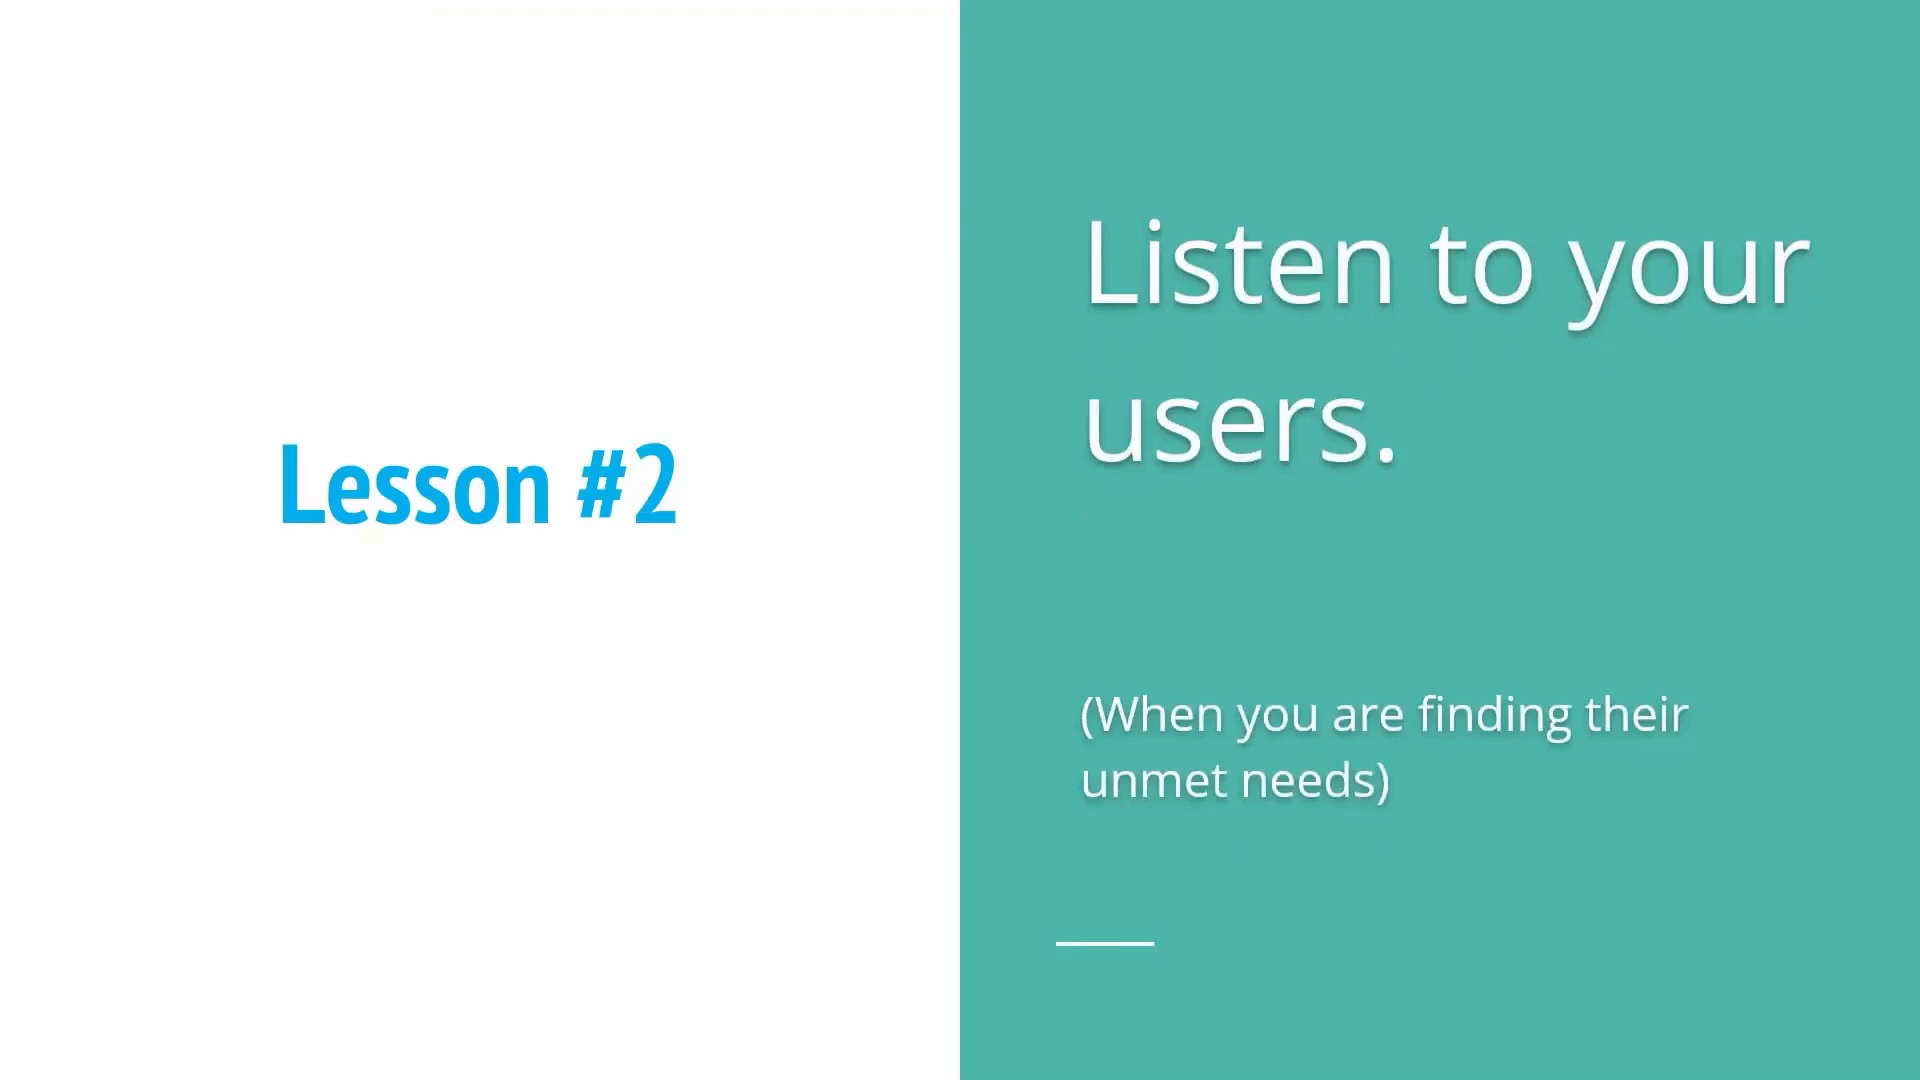 Lesson #2
Listen to your
users.
(When you are finding their
unmet needs)